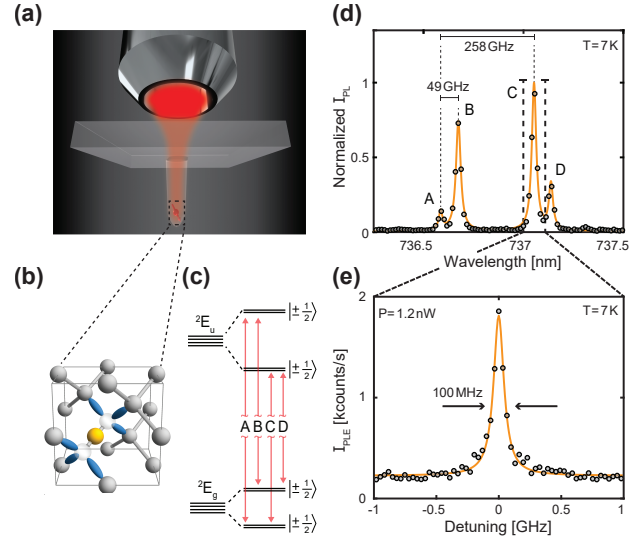 (a)
(b)
(c)
²Eᵤ
|± 1/2⟩
|± 1/2⟩
A B C D
²E_g
|± 1/2⟩
|± 1/2⟩
(d)
T = 7 K
258 GHz
49 GHz
A
B
C
D
Normalized I_PL
1
0.5
0
736.5
737
737.5
Wavelength [nm]
(e)
P = 1.2 nW
T = 7 K
100 MHz
I_PLE [kcounts/s]
2
1
0
-1
-0.5
0
0.5
1
Detuning [GHz]